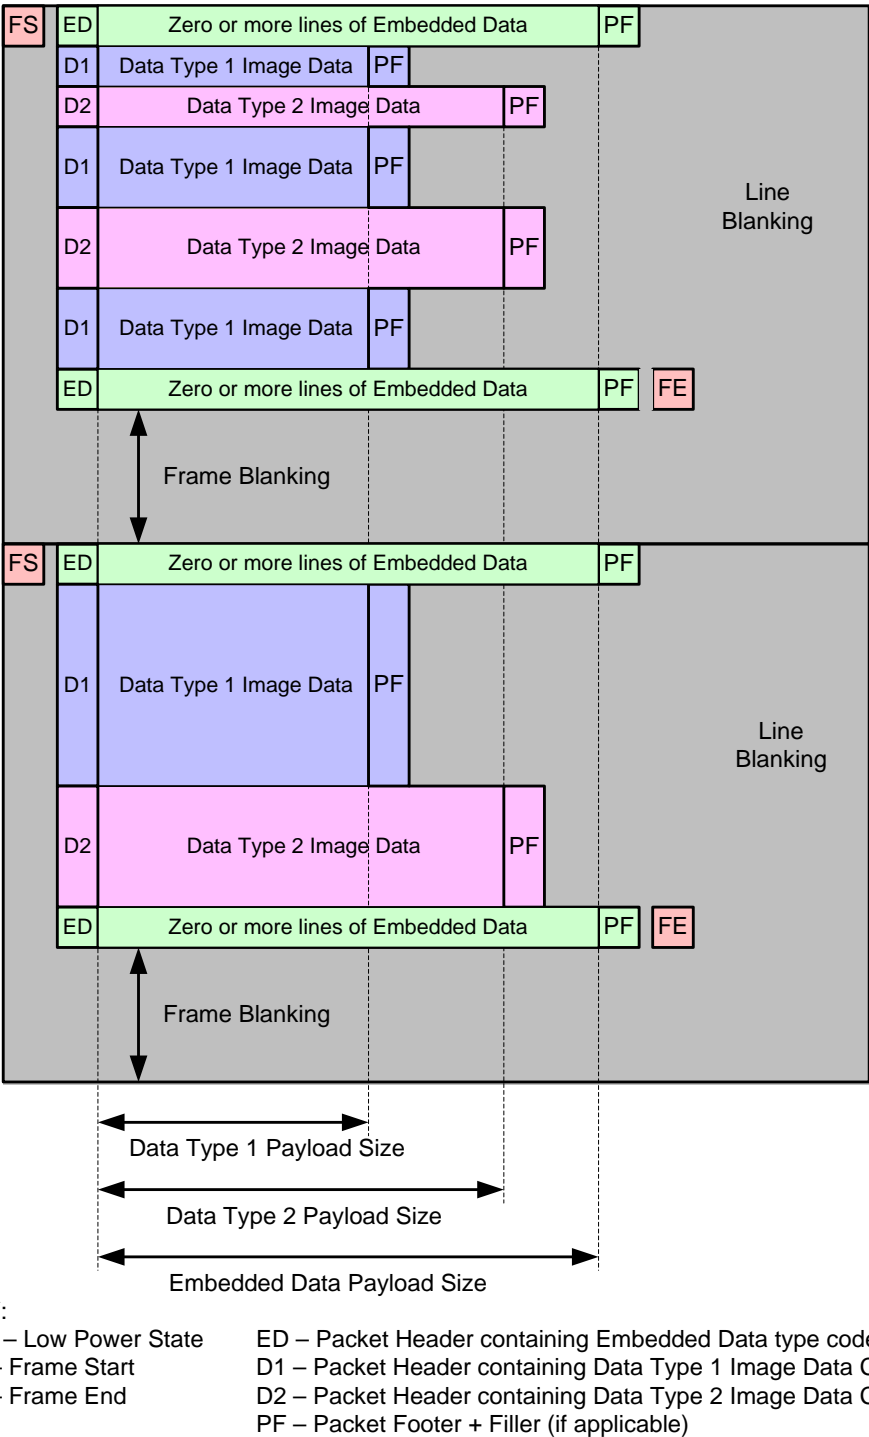 FS ED Zero or more lines of Embedded Data PF
D1 Data Type 1 Image Data PF
D2 Data Type 2 Image Data PF
D1 Data Type 1 Image Data PF
Line
Blanking
D2 Data Type 2 Image Data PF
D1 Data Type 1 Image Data PF
ED Zero or more lines of Embedded Data PF FE
Frame Blanking
FS ED Zero or more lines of Embedded Data PF
D1 Data Type 1 Image Data PF
Line
Blanking
D2 Data Type 2 Image Data PF
ED Zero or more lines of Embedded Data PF FE
Frame Blanking
Data Type 1 Payload Size
Data Type 2 Payload Size
Embedded Data Payload Size
:
– Low Power State ED – Packet Header containing Embedded Data type code
– Frame Start D1 – Packet Header containing Data Type 1 Image Data
– Frame End D2 – Packet Header containing Data Type 2 Image Data
PF – Packet Footer + Filler (if applicable)